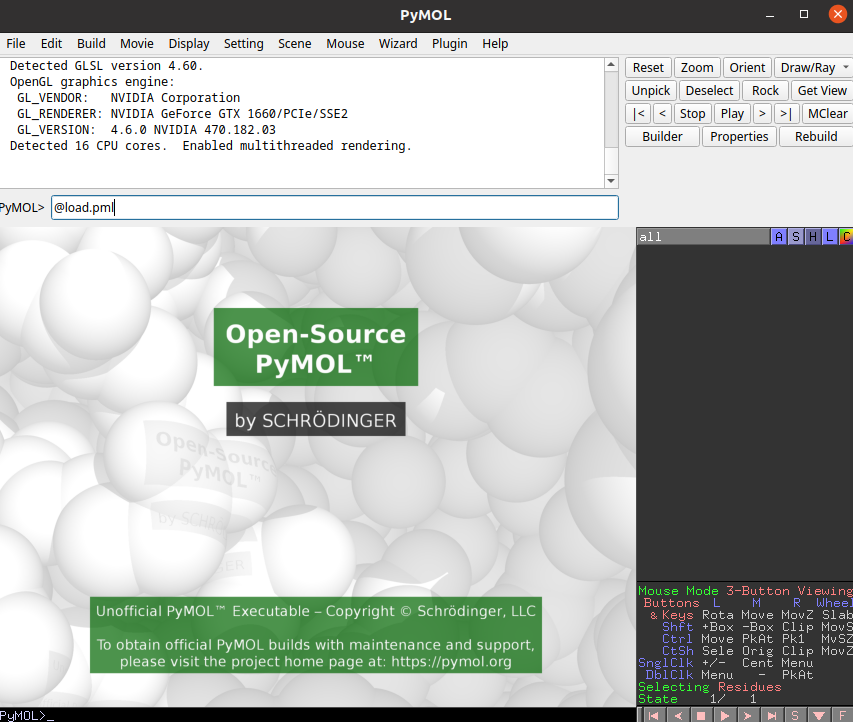 PyMOL
File Edit Build Movie Display Setting Scene Mouse Wizard Plugin Help
Detected GLSL version 4.60.
OpenGL graphics engine:
GL_VENDOR: NVIDIA Corporation
GL_RENDERER: NVIDIA GeForce GTX 1660/PCIe/SSE2
GL_VERSION: 4.6.0 NVIDIA 470.182.03
Detected 16 CPU cores. Enabled multithreaded rendering.
Reset Zoom Orient Draw/Ray
Unpick Deselect Rock Get View
|< < Stop Play > >| MClear
Builder Properties Rebuild
PyMOL> @load.pml
all A S H L C
Open-Source
PyMOL™
by SCHRÖDINGER
Open-Source
PyMOL™
by SCHR
GER
Unofficial PyMOL™ Executable – Copyright © Schrödinger, LLC
To obtain official PyMOL builds with maintenance and support,
please visit the project home page at: https://pymol.org
Mouse Mode 3-Button Viewing
Buttons L M R Wheel
& Keys Rota Move MovZ Slab
Shft +Box -Box Clip MovS
Ctrl Move PkAt Pk1 MvSZ
CtSh Sele Orig Clip MovZ
SnglClk +/- Cent Menu
DblClk Menu - PkAt
Selecting Residues
State 1/ 1
PyMOL>_
S F